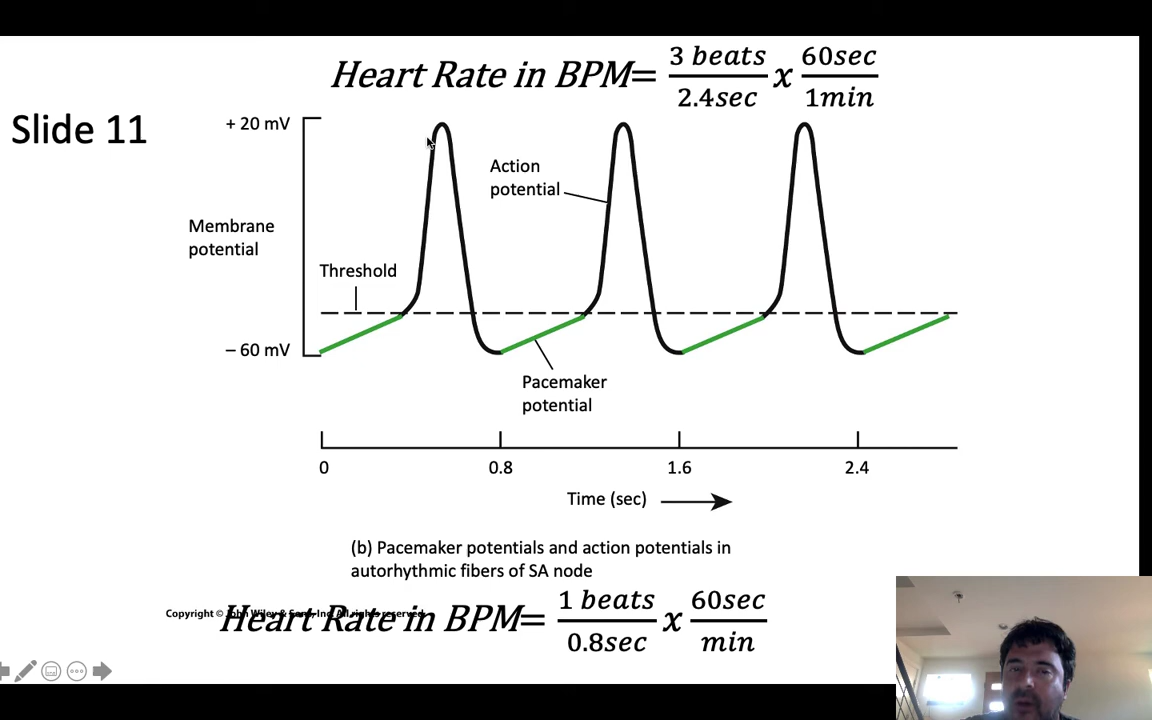 Heart Rate in BPM= 3 beats/2.4sec x 60sec/1min
Slide 11
+ 20 mV
Action
potential
Membrane
potential
Threshold
– 60 mV
Pacemaker
potential
0 0.8 1.6 2.4
Time (sec)
(b) Pacemaker potentials and action potentials in
autorhythmic fibers of SA node
Copyright © John Wiley & Sons, Inc. All rights reserved.
Heart Rate in BPM= 1 beats/0.8sec x 60sec/min